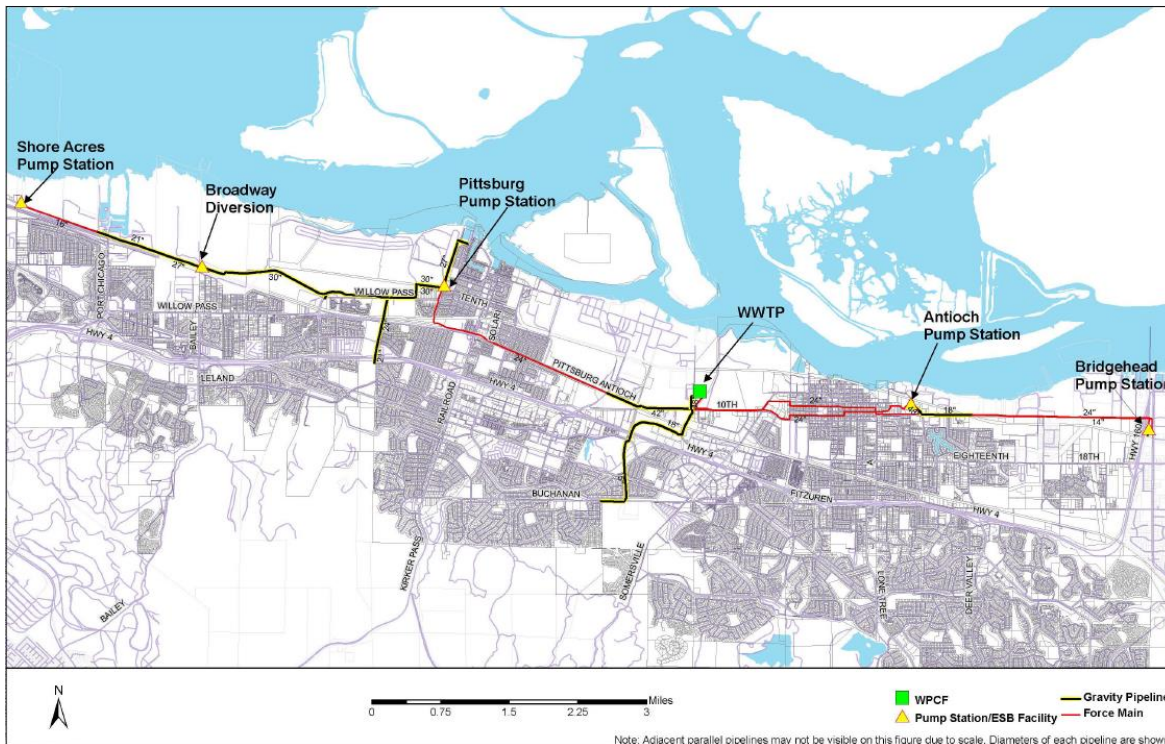 Shore Acres
Pump Station
Broadway
Diversion
Pittsburg
Pump Station
WWTP
Antioch
Pump Station
Bridgehead
Pump Station
21"
27"
30"
WILLOW PASS
30"
30"
27"
TENTH
WILLOW PASS
PORT CHICAGO
BAILEY
HWY 4
LELAND
SOLARI
24"
PITTSBURG ANTIOCH
HWY 4
RAILROAD
42"
18"
10TH
24"
24"
18"
24"
14"
HWY 160
A
EIGHTEENTH
18TH
HWY 4
BUCHANAN
FITZUREN
HWY 4
KIRKER PASS
SOMERSVILLE
LONE TREE
DEER VALLEY
BAILEY
N
Miles
0 0.75 1.5 2.25 3
WPCF
Pump Station/ESB Facility
Gravity Pipeline
Force Main
Note: Adjacent parallel pipelines may not be visible on this figure due to scale. Diameters of each pipeline are shown